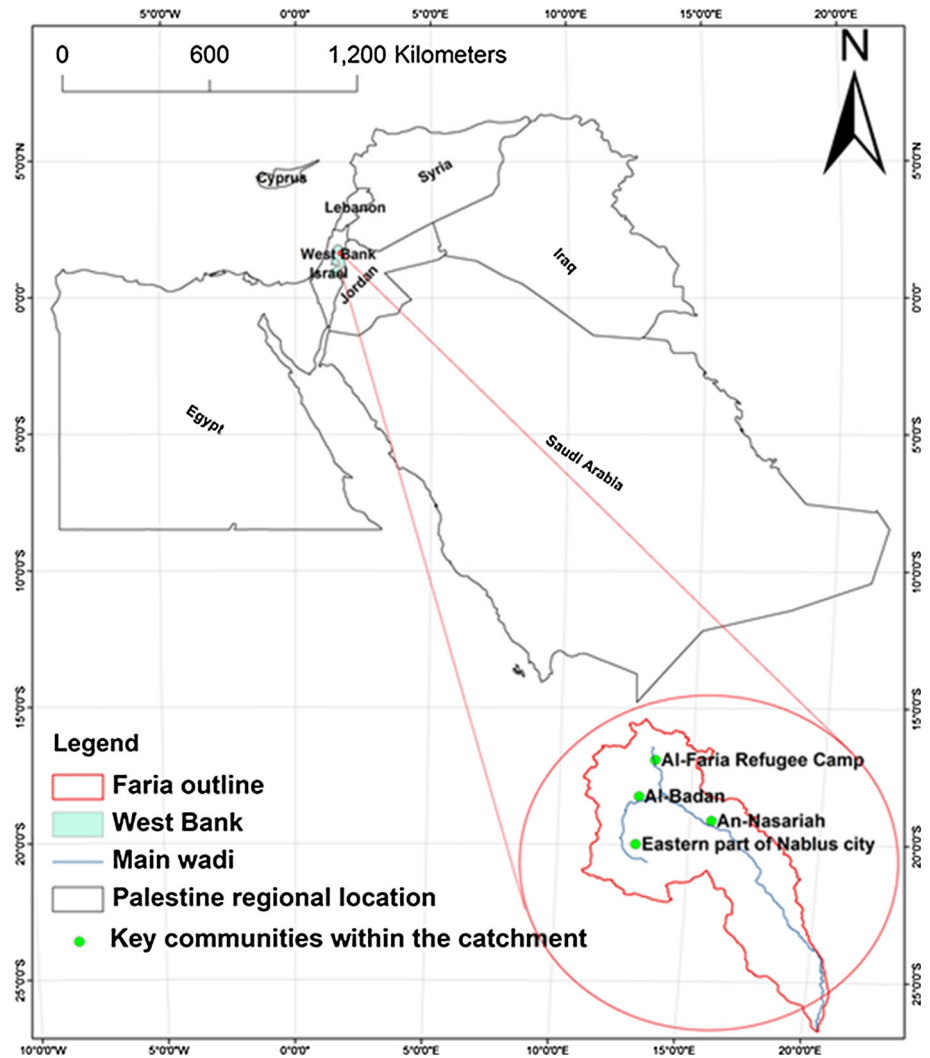 5°0'0"W 0°0'0" 5°0'0"E 10°0'0"E 15°0'0"E 20°0'0"E
0 600 1,200 Kilometers
N
5°0'0"N 5°0'0"N
Syria
Cyprus
Lebanon
West Bank
Israel
Jordan
Iraq
0°0'0" 0°0'0"
Egypt
5°0'0"S 5°0'0"S
Saudi Arabia
10°0'0"S 10°0'0"S
15°0'0"S 15°0'0"S
Legend
Faria outline
West Bank
Main wadi
Palestine regional location
Key communities within the catchment
Al-Faria Refugee Camp
Al-Badan
An-Nasariah
Eastern part of Nablus city
20°0'0"S 20°0'0"S
25°0'0"S 25°0'0"S
10°0'0"W 5°0'0"W 0°0'0" 5°0'0"E 10°0'0"E 15°0'0"E 20°0'0"E